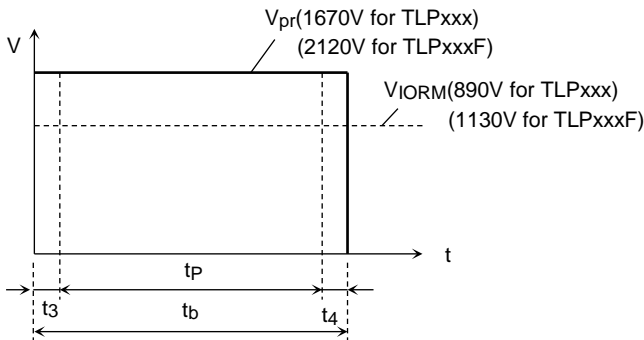 Vpr(1670V for TLPxxx)
(2120V for TLPxxxF)
V
VIORM(890V for TLPxxx)
(1130V for TLPxxxF)
t
tP
t3
tb
t4